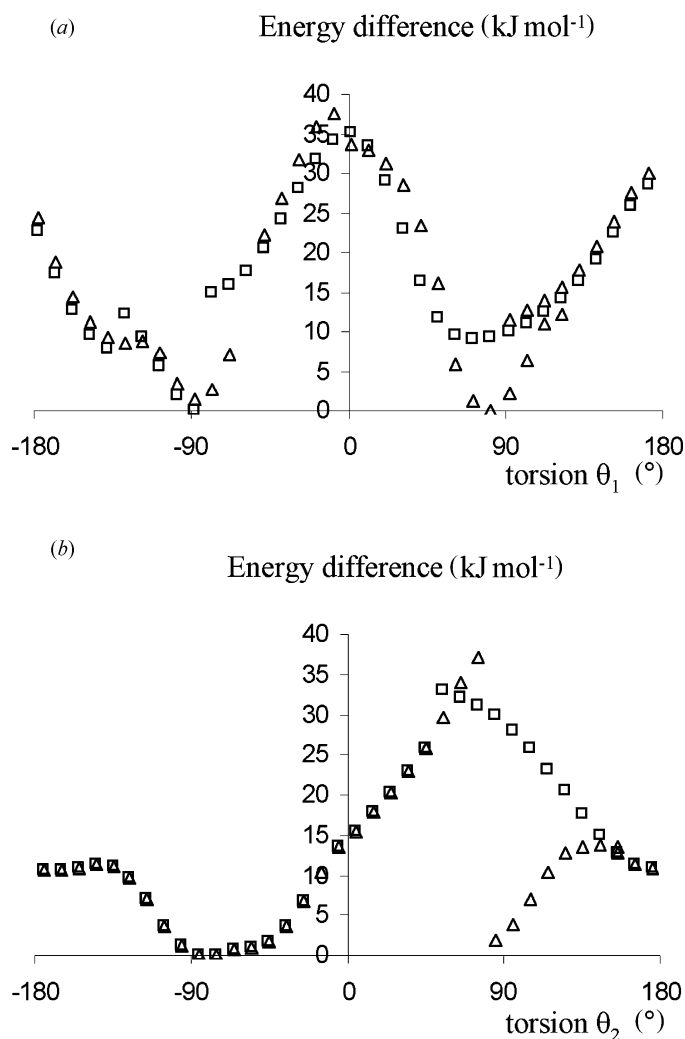 (a) Energy difference (kJ mol-1)
40
35
30
25
20
15
10
5
0
-180 -90 0 90 180
torsion θ1 (°)
(b)
Energy difference (kJ mol-1)
40
35
30
25
20
15
10
5
0
-180 -90 0 90 180
torsion θ2 (°)